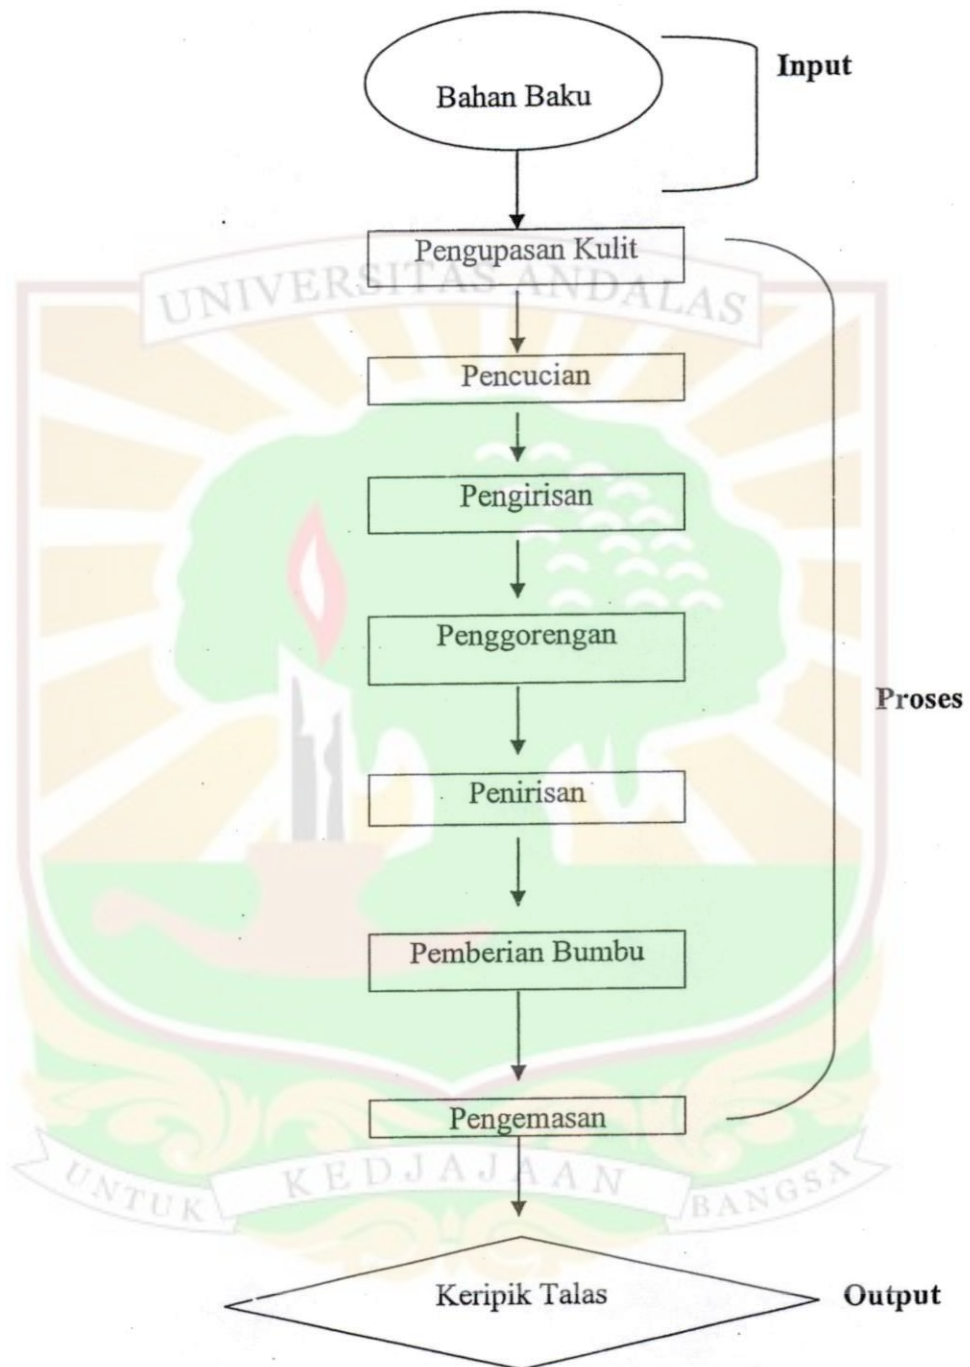 Bahan Baku
Input
Pengupasan Kulit
UNIVERSITAS ANDALAS
Pencucian
Pengirisan
Penggorengan
Proses
Penirisan
Pemberian Bumbu
Pengemasan
UNTUK KEDJAJAAN BANGSA
Keripik Talas
Output